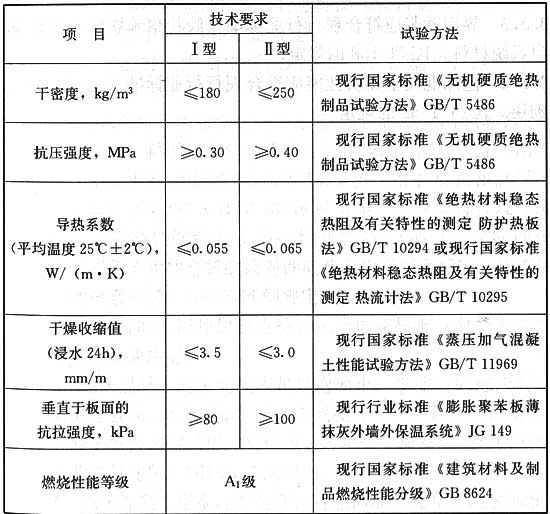 项 目
技术要求
试验方法
Ⅰ型
Ⅱ型
干密度，kg/m³
≤180
≤250
现行国家标准《无机硬质绝热
制品试验方法》GB/T 5486
抗压强度，MPa
≥0.30
≥0.40
现行国家标准《无机硬质绝热
制品试验方法》GB/T 5486
导热系数
(平均温度25℃±2℃)，
W/（m·K）
≤0.055
≤0.065
现行国家标准《绝热材料稳态
热阻及有关特性的测定 防护热板
法》GB/T 10294 或现行国家标准
《绝热材料稳态热阻及有关特性的
测定 热流计法》GB/T 10295
干燥收缩值
（浸水 24h)，
mm/m
≤3.5
≤3.0
现行国家标准《蒸压加气混凝
土性能试验方法》GB/T 11969
垂直于板面的
抗拉强度，kPa
≥80
≥100
现行行业标准《膨胀聚苯板薄
抹灰外墙外保温系统》JG 149
燃烧性能等级
A₁级
现行国家标准《建筑材料及制
品燃烧性能分级》GB 8624